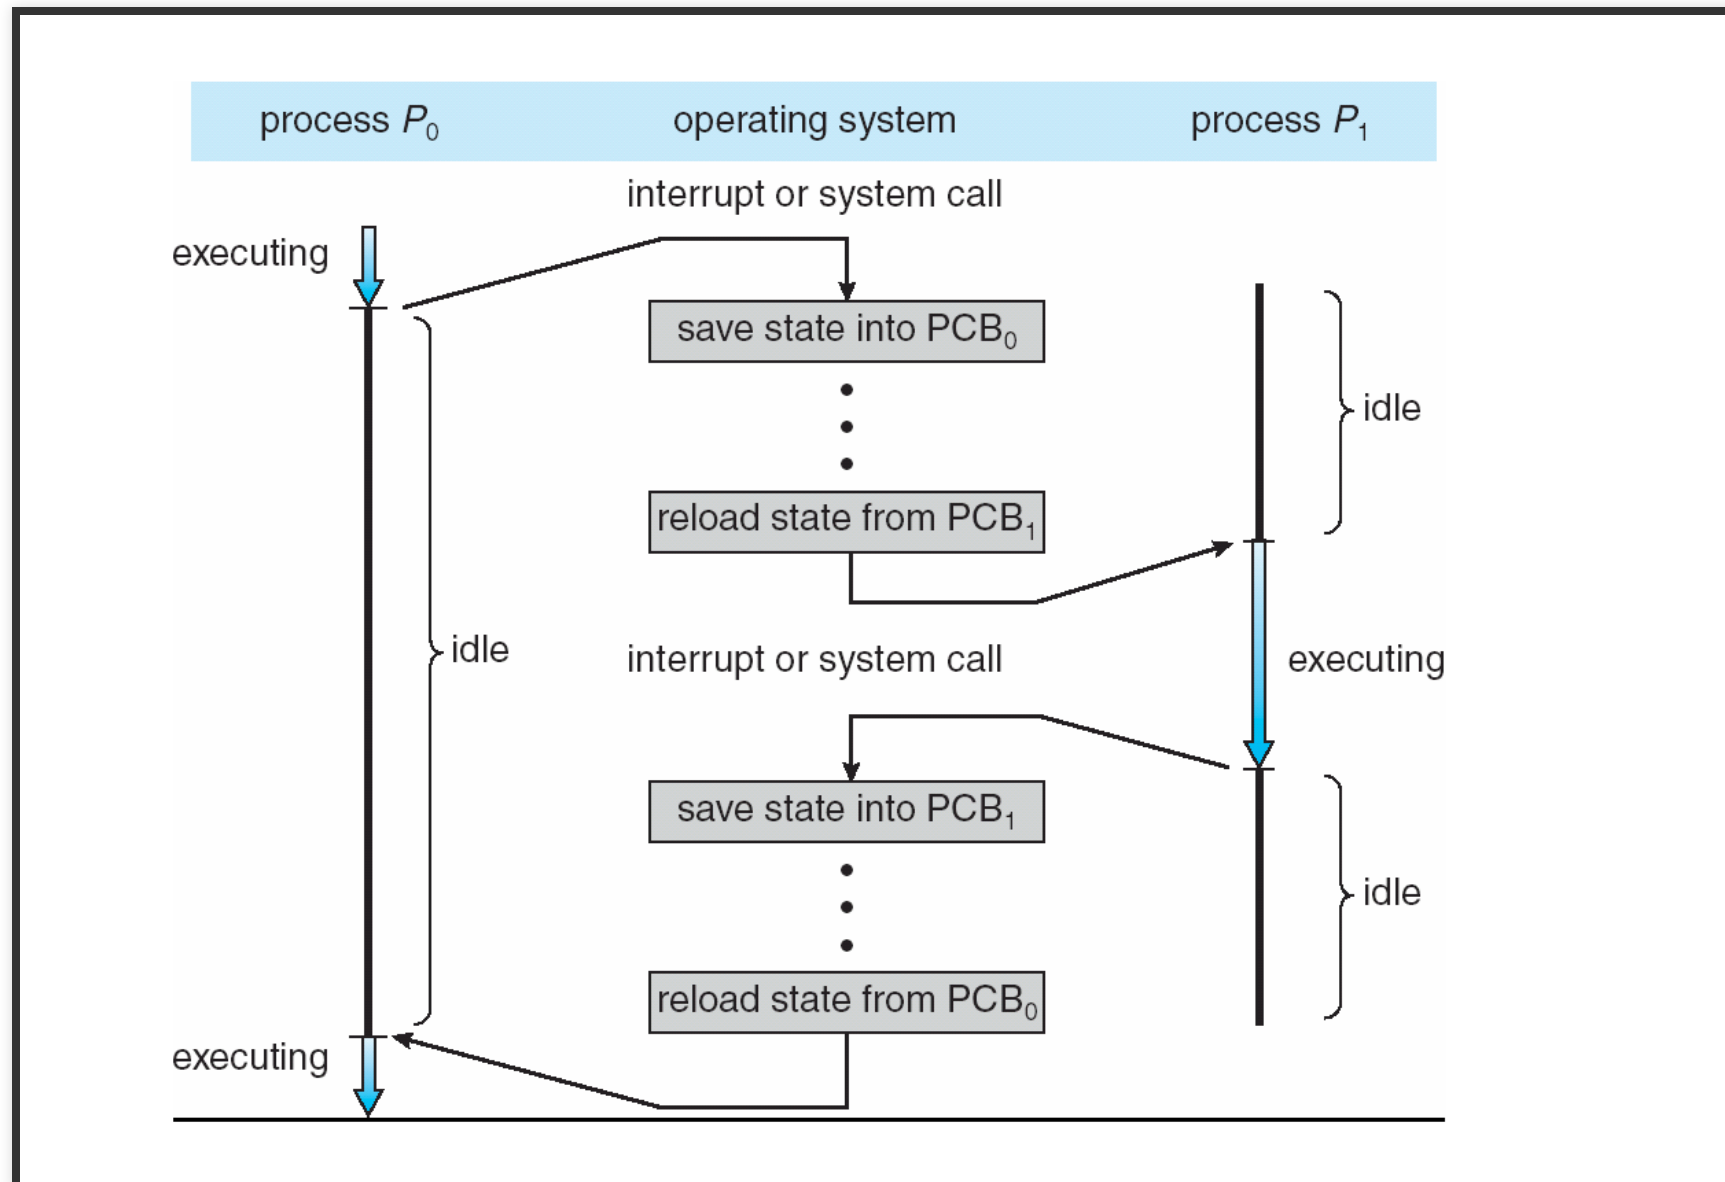 process P₀ operating system process P₁
interrupt or system call
executing
save state into PCB₀
idle
reload state from PCB₁
idle
interrupt or system call
executing
save state into PCB₁
idle
reload state from PCB₀
executing